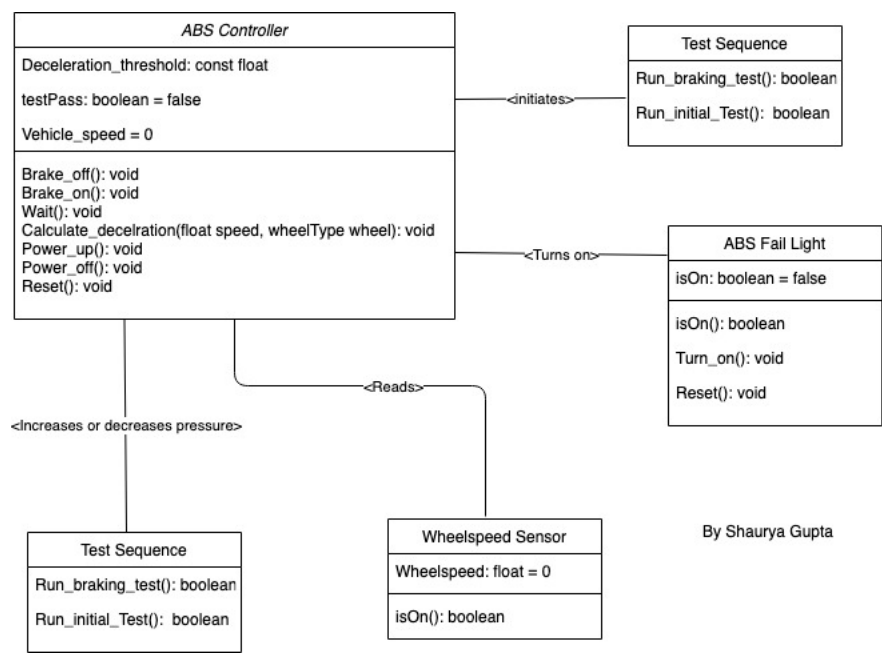 ABS Controller
Deceleration_threshold: const float
testPass: boolean = false
Vehicle_speed = 0
Brake_off(): void
Brake_on(): void
Wait(): void
Calculate_decelration(float speed, wheelType wheel): void
Power_up(): void
Power_off(): void
Reset(): void
<initiates>
Test Sequence
Run_braking_test(): boolean
Run_initial_Test(): boolean
<Turns on>
ABS Fail Light
isOn: boolean = false
isOn(): boolean
Turn_on(): void
Reset(): void
<Reads>
<Increases or decreases pressure>
Test Sequence
Run_braking_test(): boolean
Run_initial_Test(): boolean
Wheelspeed Sensor
Wheelspeed: float = 0
isOn(): boolean
By Shaurya Gupta